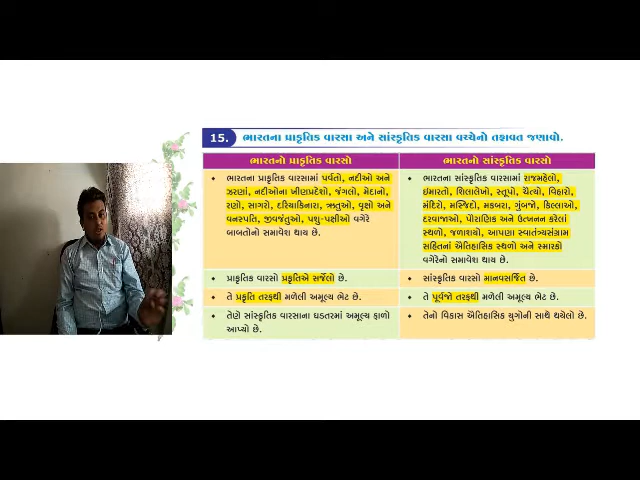 15. ભારતના પ્રાકૃતિક વારસા અને સાંસ્કૃતિક વારસા વચ્ચેનો તફાવત જણાવો.
ભારતનો પ્રાકૃતિક વારસો
ભારતના પ્રાકૃતિક વારસામાં પર્વતો, નદીઓ અને
ઝરણાં, નદીઓના ખીણપ્રદેશો, જંગલો, મેદાનો,
રણો, સાગરો, દરિયાકિનારા, ઋતુઓ, વૃક્ષો અને
વનસ્પતિ, જીવજંતુઓ, પશુ-પક્ષીઓ વગેરે
બાબતોનો સમાવેશ થાય છે.
પ્રાકૃતિક વારસો પ્રકૃતિએ સર્જેલો છે.
તે પ્રકૃતિ તરફથી મળેલી અમૂલ્ય ભેટ છે.
તેણે સાંસ્કૃતિક વારસાના ઘડતરમાં અમૂલ્ય ફાળો
આપ્યો છે.
ભારતનો સાંસ્કૃતિક વારસો
ભારતના સાંસ્કૃતિક વારસામાં રાજમહેલો,
ઇમારતો, શિલાલેખો, સ્તૂપો, ચૈત્યો, વિહારો,
મંદિરો, મસ્જિદો, મકબરા, ગુંબજો, કિલ્લાઓ,
દરવાજાઓ, પૌરાણિક અને ઉત્ખનન કરેલાં
સ્થળો, જળાશયો, આપણા સ્વાતંત્ર્યસંગ્રામ
સહિતનાં ઐતિહાસિક સ્થળો અને સ્મારકો
વગેરેનો સમાવેશ થાય છે.
સાંસ્કૃતિક વારસો માનવસર્જિત છે.
તે પૂર્વજો તરફથી મળેલી અમૂલ્ય ભેટ છે.
તેનો વિકાસ ઐતિહાસિક યુગોની સાથે થયેલો છે.